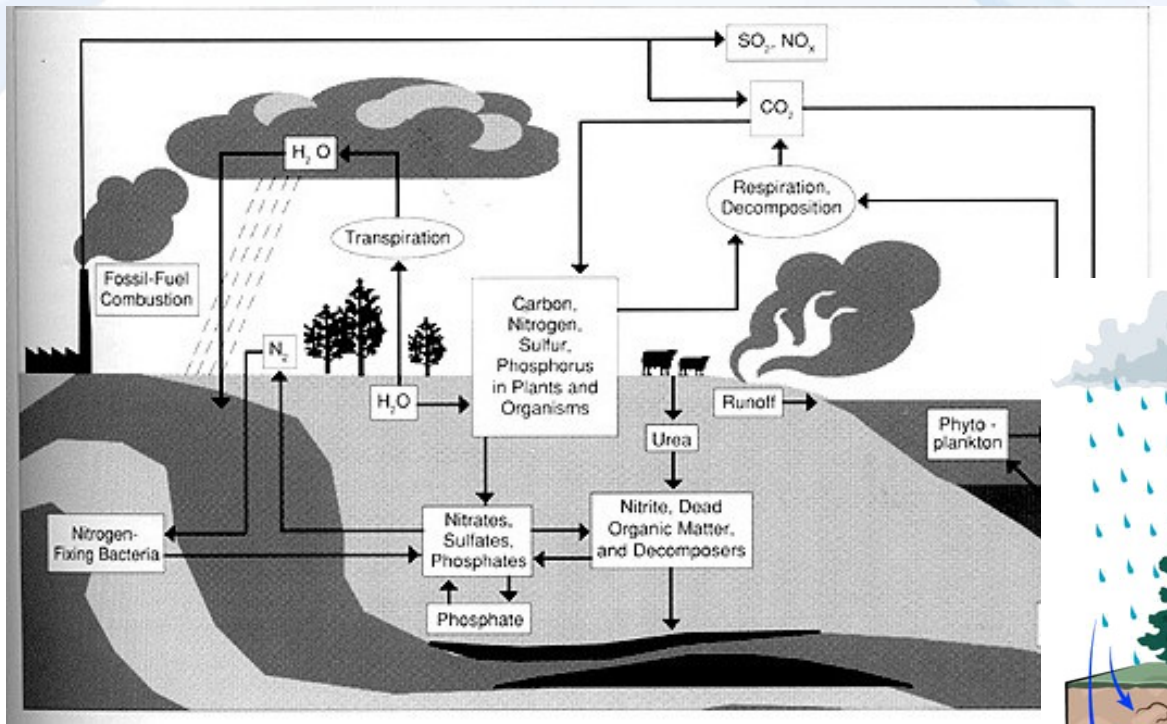 SO₂, NOₓ
CO₂
H₂O
Respiration,
Decomposition
Transpiration
Fossil-Fuel
Combustion
Carbon,
Nitrogen,
Sulfur,
Phosphorus
in Plants and
Organisms
N₂
H₂O
Runoff
Urea
Phyto-
plankton
Nitrogen-
Fixing Bacteria
Nitrates,
Sulfates,
Phosphates
Nitrite, Dead
Organic Matter,
and Decomposers
Phosphate